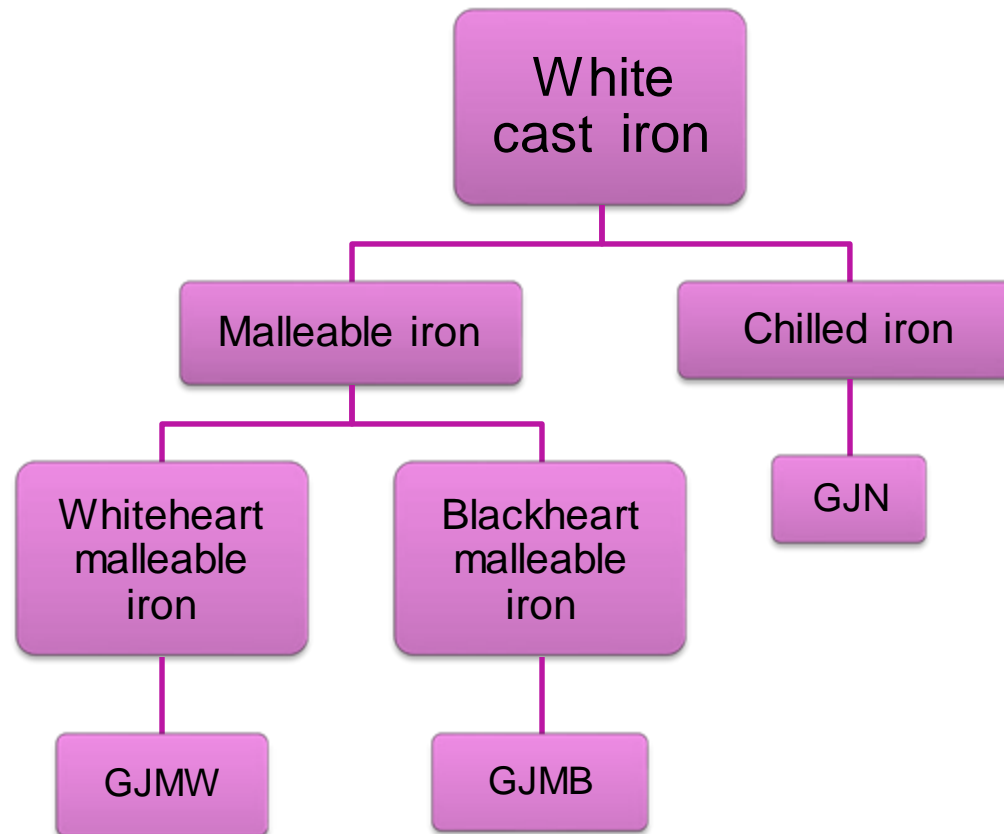 White
cast iron
Malleable iron
Chilled iron
Whiteheart
malleable
iron
Blackheart
malleable
iron
GJN
GJMW
GJMB